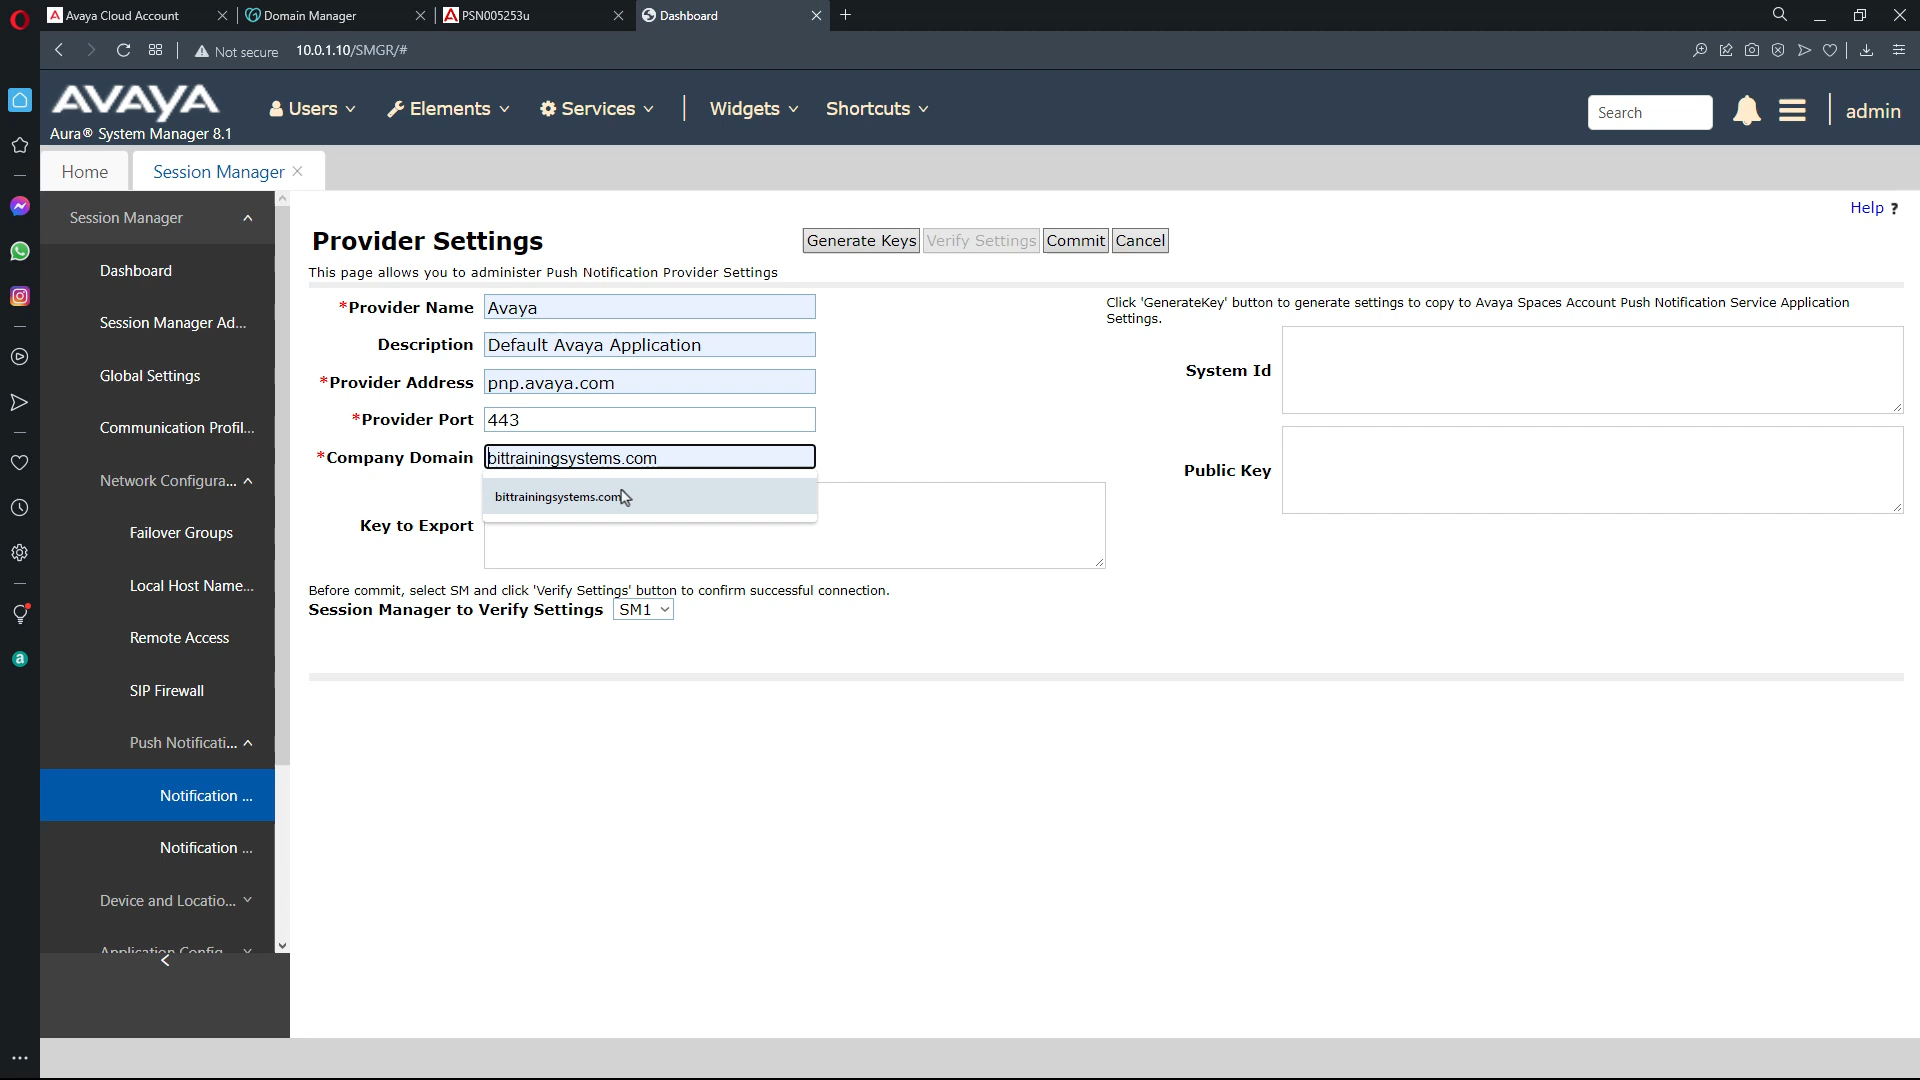 Avaya Cloud Account
Domain Manager
PSN005253u
Dashboard
Not secure 10.0.1.10/SMGR/#
AVAYA
Aura® System Manager 8.1
Users
Elements
Services
Widgets
Shortcuts
Search
admin
Home
Session Manager
Session Manager
Dashboard
Session Manager Ad...
Global Settings
Communication Profil...
Network Configura...
Failover Groups
Local Host Name...
Remote Access
SIP Firewall
Push Notificati...
Notification ...
Notification ...
Device and Locatio...
Application Config...
Help ?
Provider Settings
Generate Keys Verify Settings Commit Cancel
This page allows you to administer Push Notification Provider Settings
*Provider Name Avaya
Description Default Avaya Application
*Provider Address pnp.avaya.com
*Provider Port 443
*Company Domain bittrainingsystems.com
bittrainingsystems.com
Key to Export
Click 'GenerateKey' button to generate settings to copy to Avaya Spaces Account Push Notification Service Application
Settings.
System Id
Public Key
Before commit, select SM and click 'Verify Settings' button to confirm successful connection.
Session Manager to Verify Settings SM1